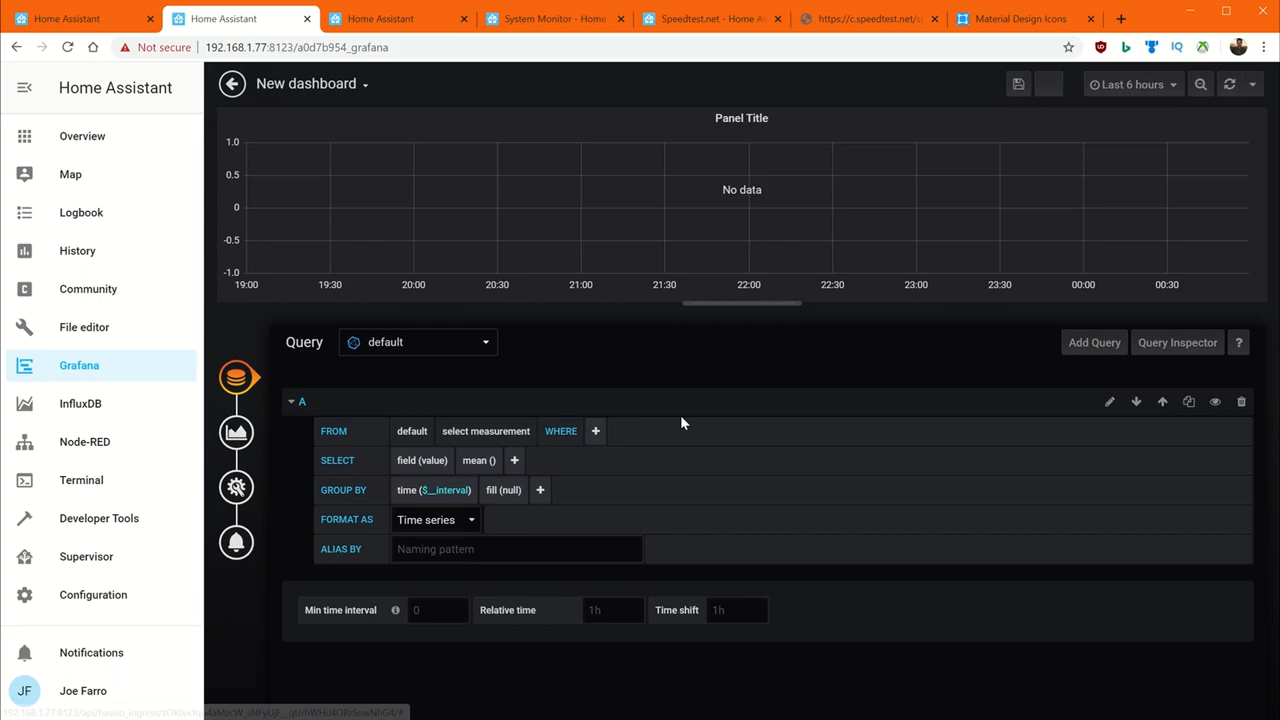 Home Assistant
Home Assistant
Home Assistant
System Monitor - Home
Speedtest.net - Home As
https://c.speedtest.net/s
Material Design Icons
Not secure
192.168.1.77:8123/a0d7b954_grafana
Home Assistant
Overview
Map
Logbook
History
Community
File editor
Grafana
InfluxDB
Node-RED
Terminal
Developer Tools
Supervisor
Configuration
Notifications
JF
Joe Farro
New dashboard
Last 6 hours
Panel Title
1.0
0.5
0
-0.5
-1.0
No data
19:00 19:30 20:00 20:30 21:00 21:30 22:00 22:30 23:00 23:30 00:00 00:30
Query
default
Add Query
Query Inspector
?
A
FROM default select measurement WHERE +
SELECT field (value) mean () +
GROUP BY time ($__interval) fill (null) +
FORMAT AS Time series
ALIAS BY Naming pattern
Min time interval 0 Relative time 1h Time shift 1h